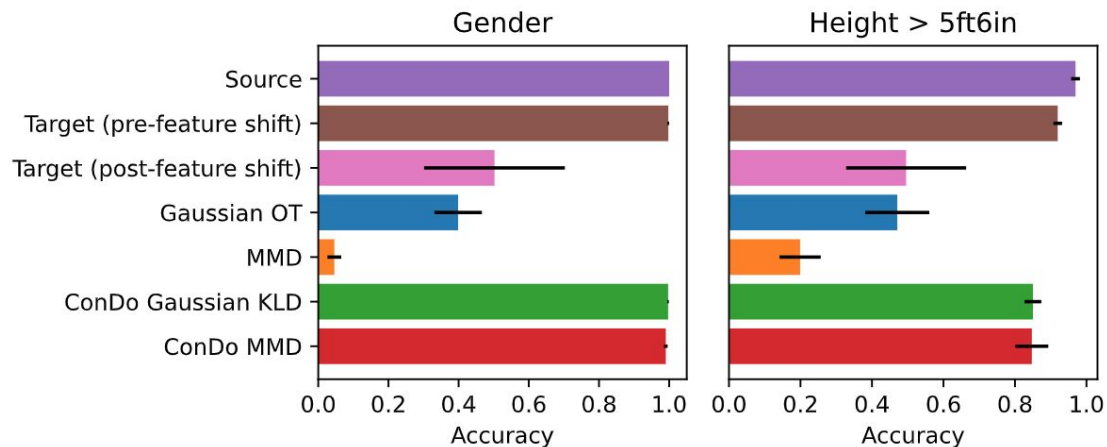 Gender
Height > 5ft6in
Source
Target (pre-feature shift)
Target (post-feature shift)
Gaussian OT
MMD
ConDo Gaussian KLD
ConDo MMD
0.0 0.2 0.4 0.6 0.8 1.0
0.0 0.2 0.4 0.6 0.8 1.0
Accuracy
Accuracy